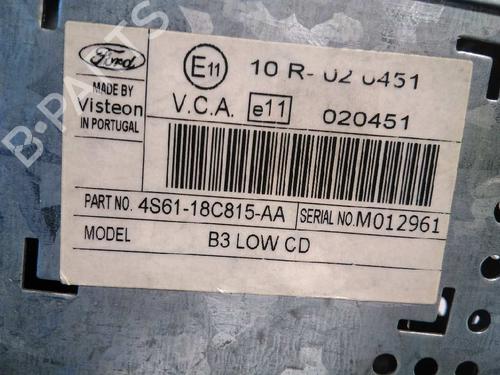 Ford
E11
10 R- 02 0451
MADE BY
Visteon
IN PORTUGAL
V.C.A. e11 020451
PART NO. 4S61-18C815-AA SERIAL NO. M012961
MODEL B3 LOW CD
B-PARTS